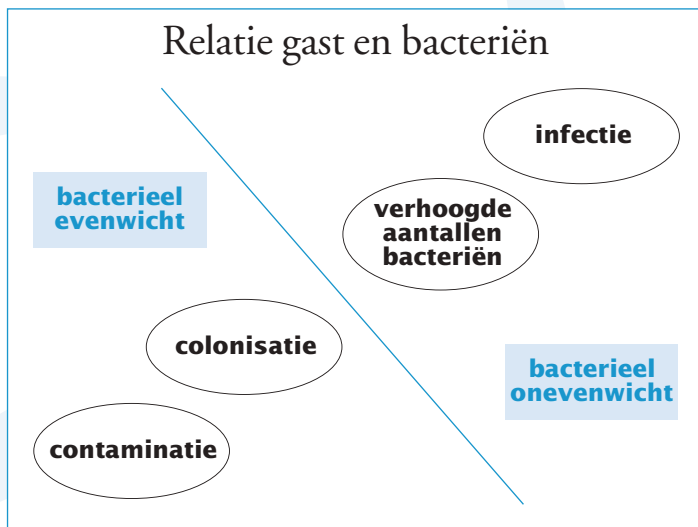 Relatie gast en bacteriën
infectie
bacterieel
evenwicht
verhoogde
aantallen
bacteriën
colonisatie
bacterieel
onevenwicht
contaminatie